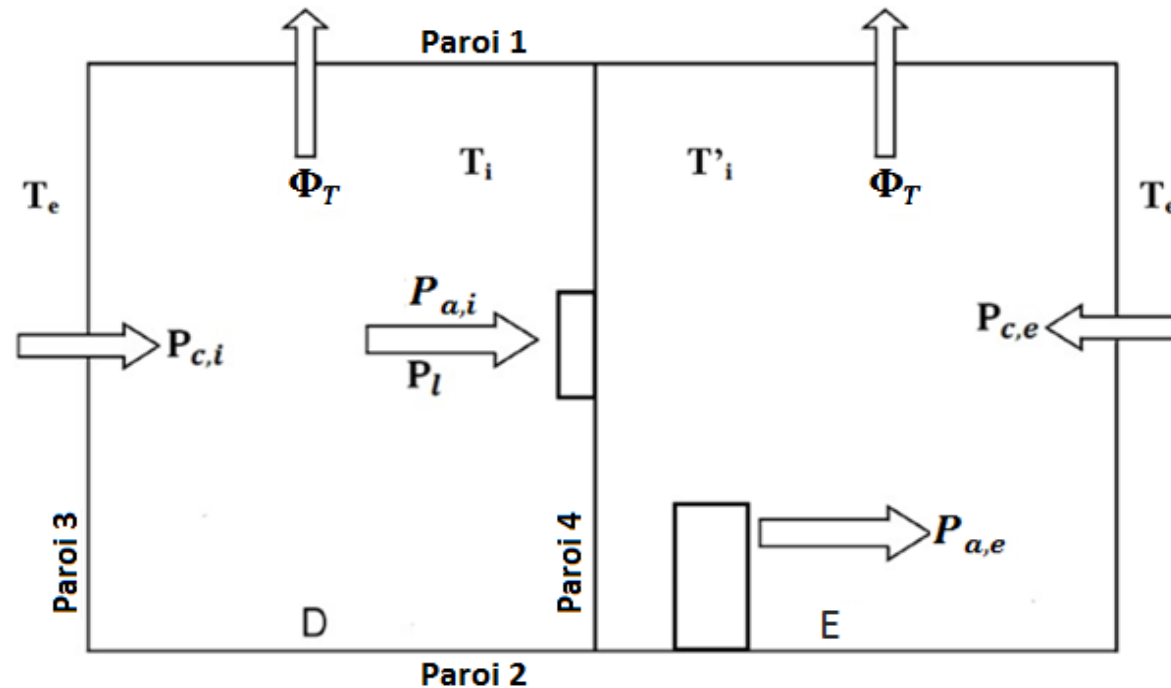 Paroi 1
T_i
T'_i
Φ_T
Φ_T
T_e
T_e
P_{a,i}
P_{c,i}
P_l
P_{c,e}
Paroi 3
Paroi 4
P_{a,e}
D
E
Paroi 2